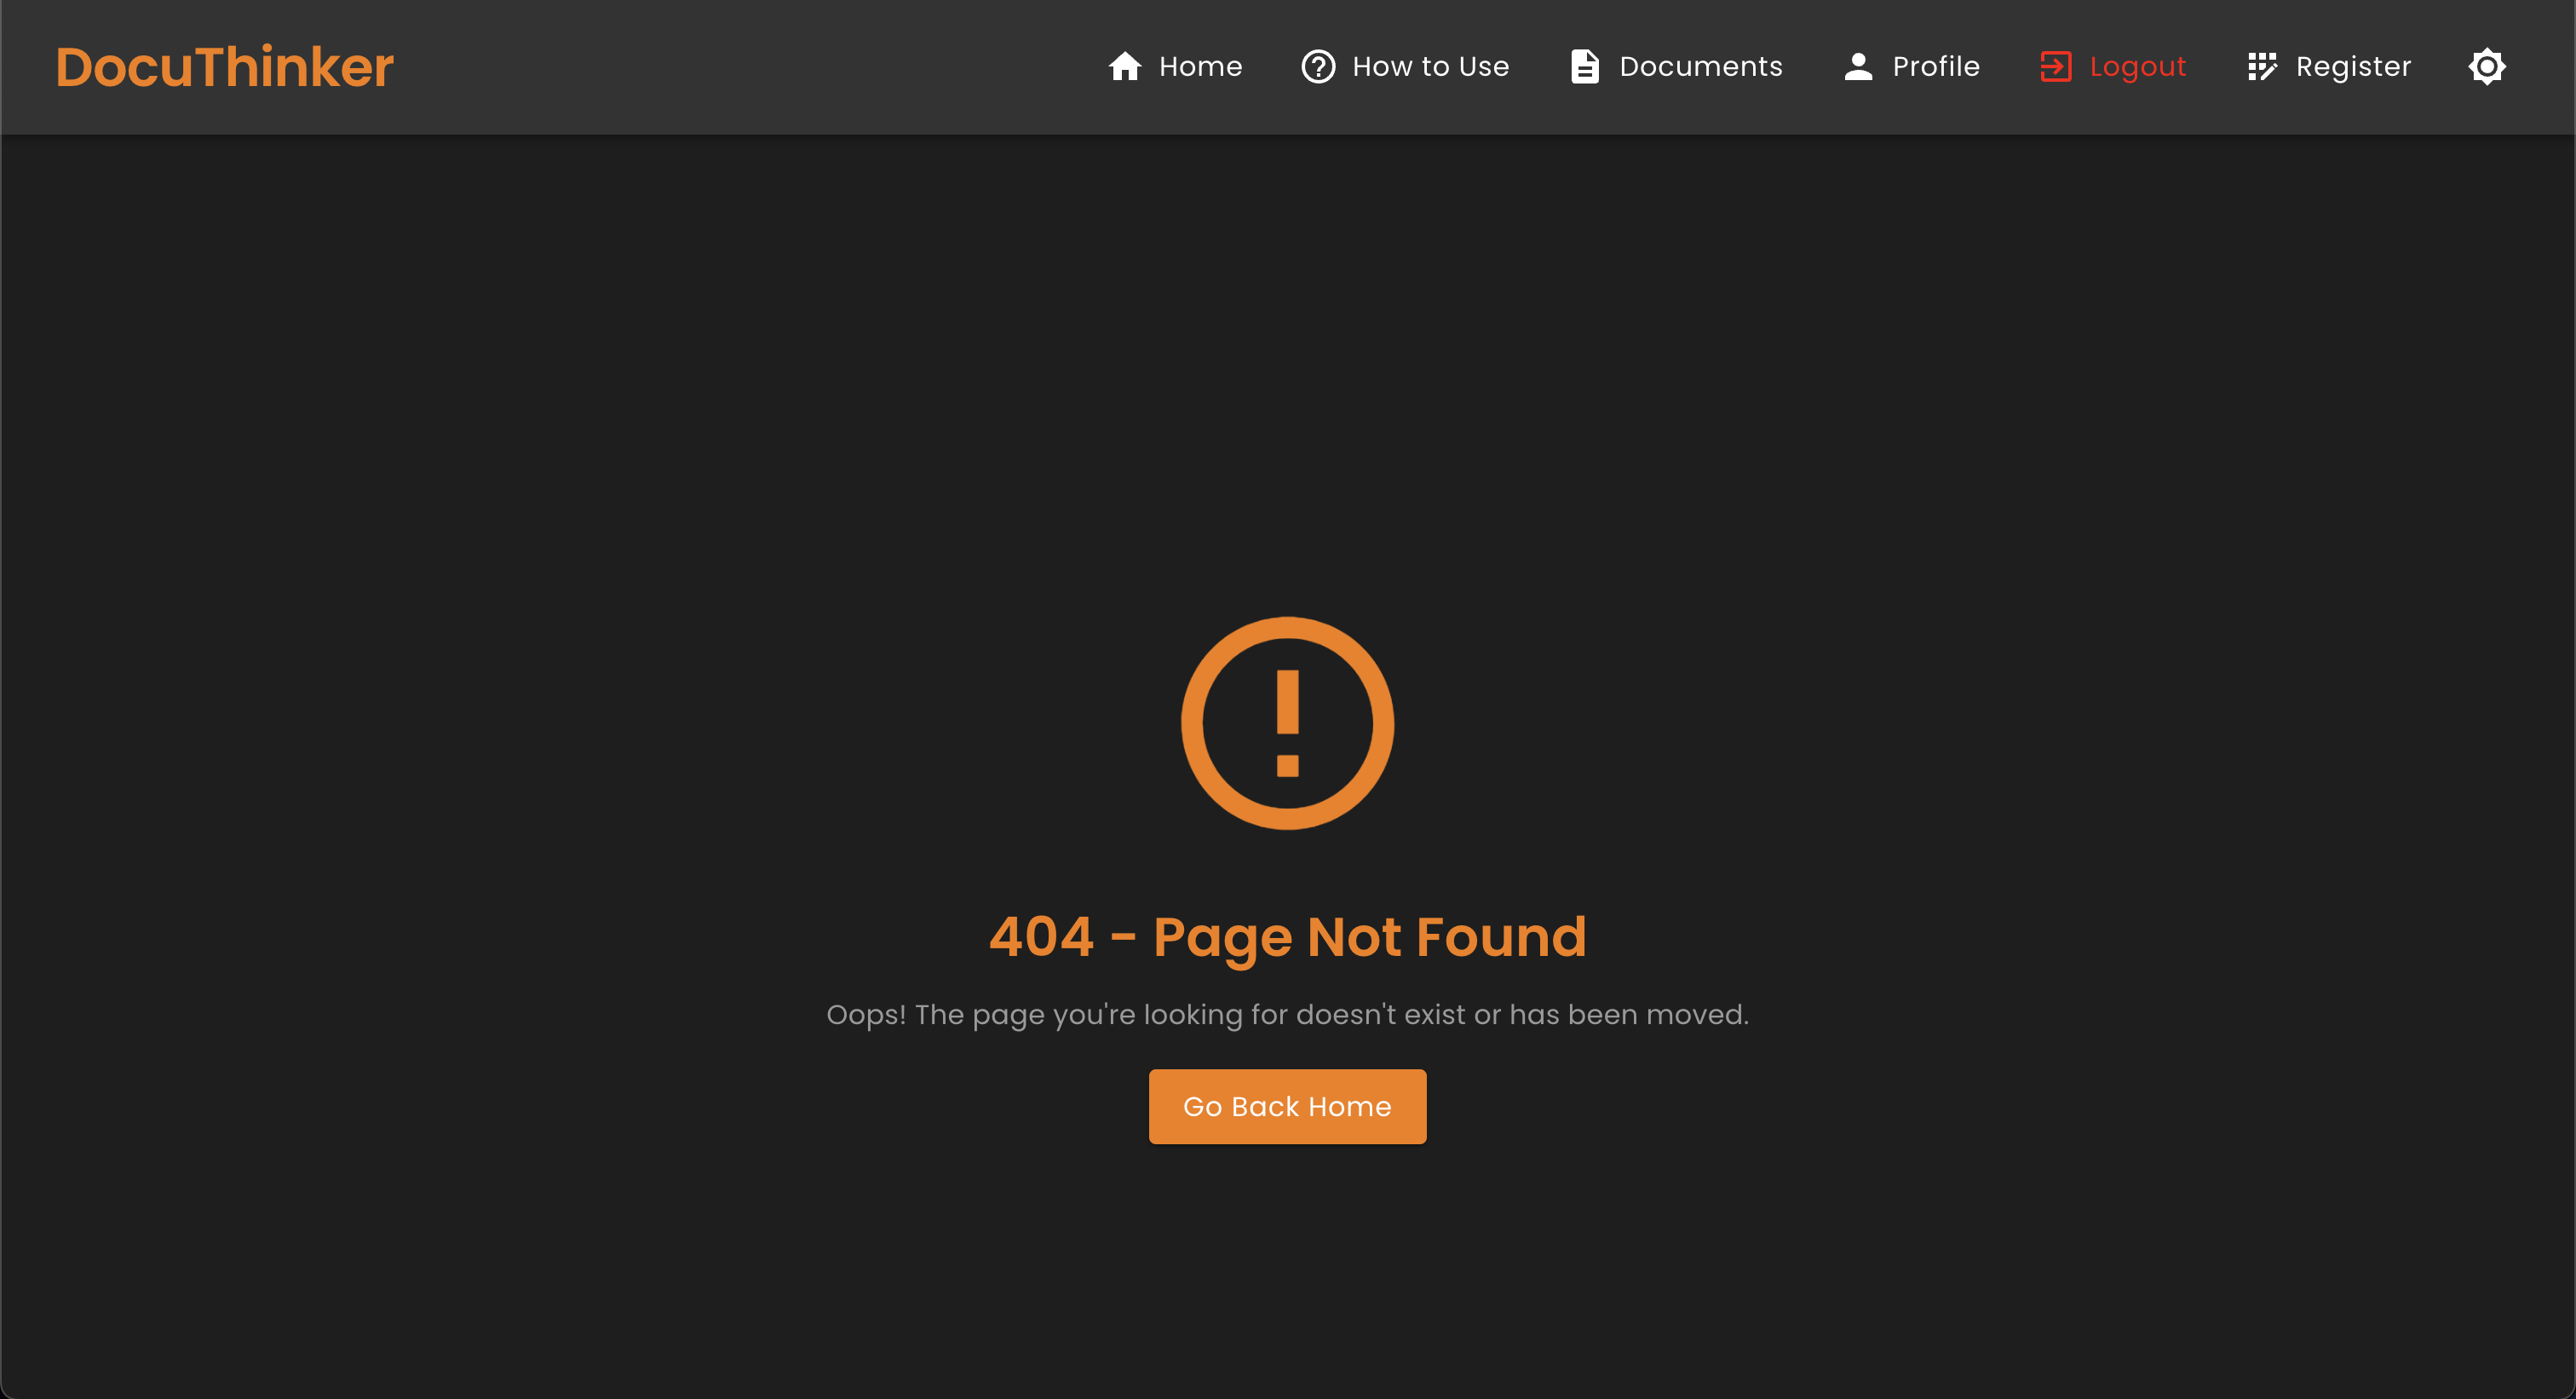 DocuThinker
Home
How to Use
Documents
Profile
Logout
Register
404 - Page Not Found
Oops! The page you're looking for doesn't exist or has been moved.
Go Back Home